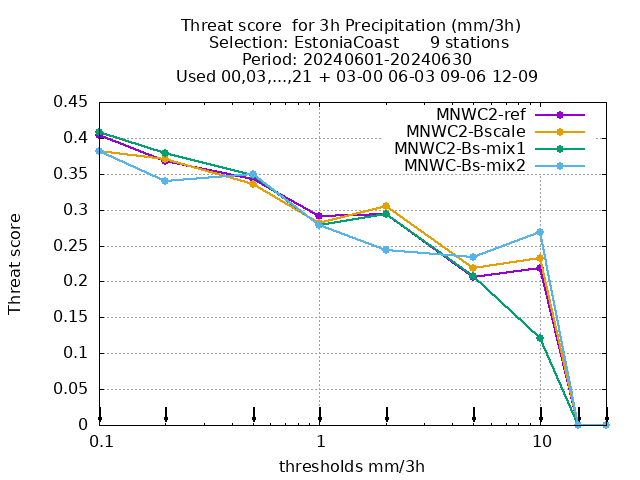 Threat score  for 3h Precipitation (mm/3h)
Selection: EstoniaCoast      9 stations
Period: 20240601-20240630
Used 00,03,...,21 + 03-00 06-03 09-06 12-09
MNWC2-ref
MNWC2-Bscale
MNWC2-Bs-mix1
MNWC-Bs-mix2
Threat score
0.45
0.4
0.35
0.3
0.25
0.2
0.15
0.1
0.05
0
0.1
1
10
thresholds mm/3h